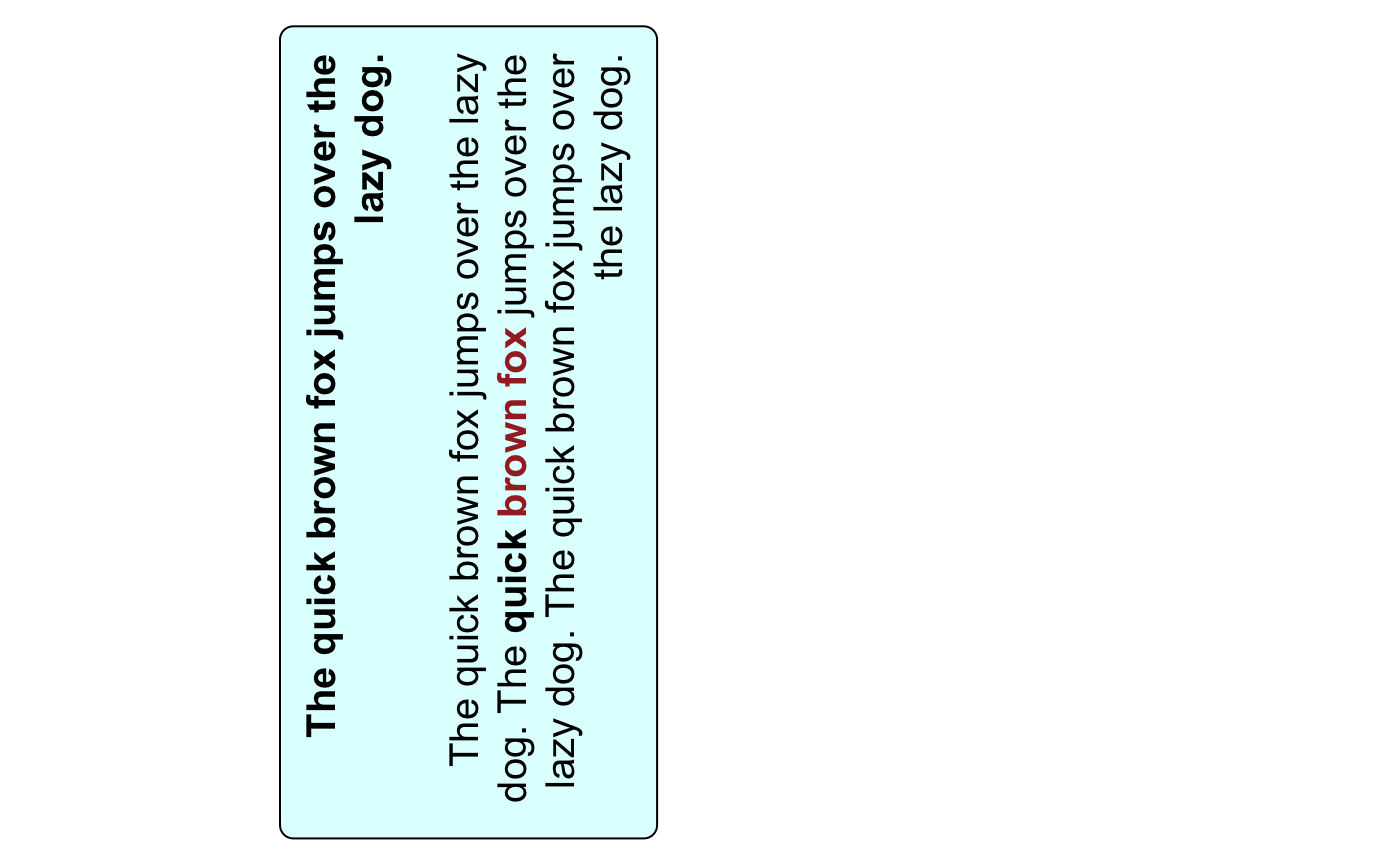 The quick brown fox jumps over the
lazy dog.
The quick brown fox jumps over the lazy
dog. The quick brown fox jumps over the
lazy dog. The quick brown fox jumps over
the lazy dog.